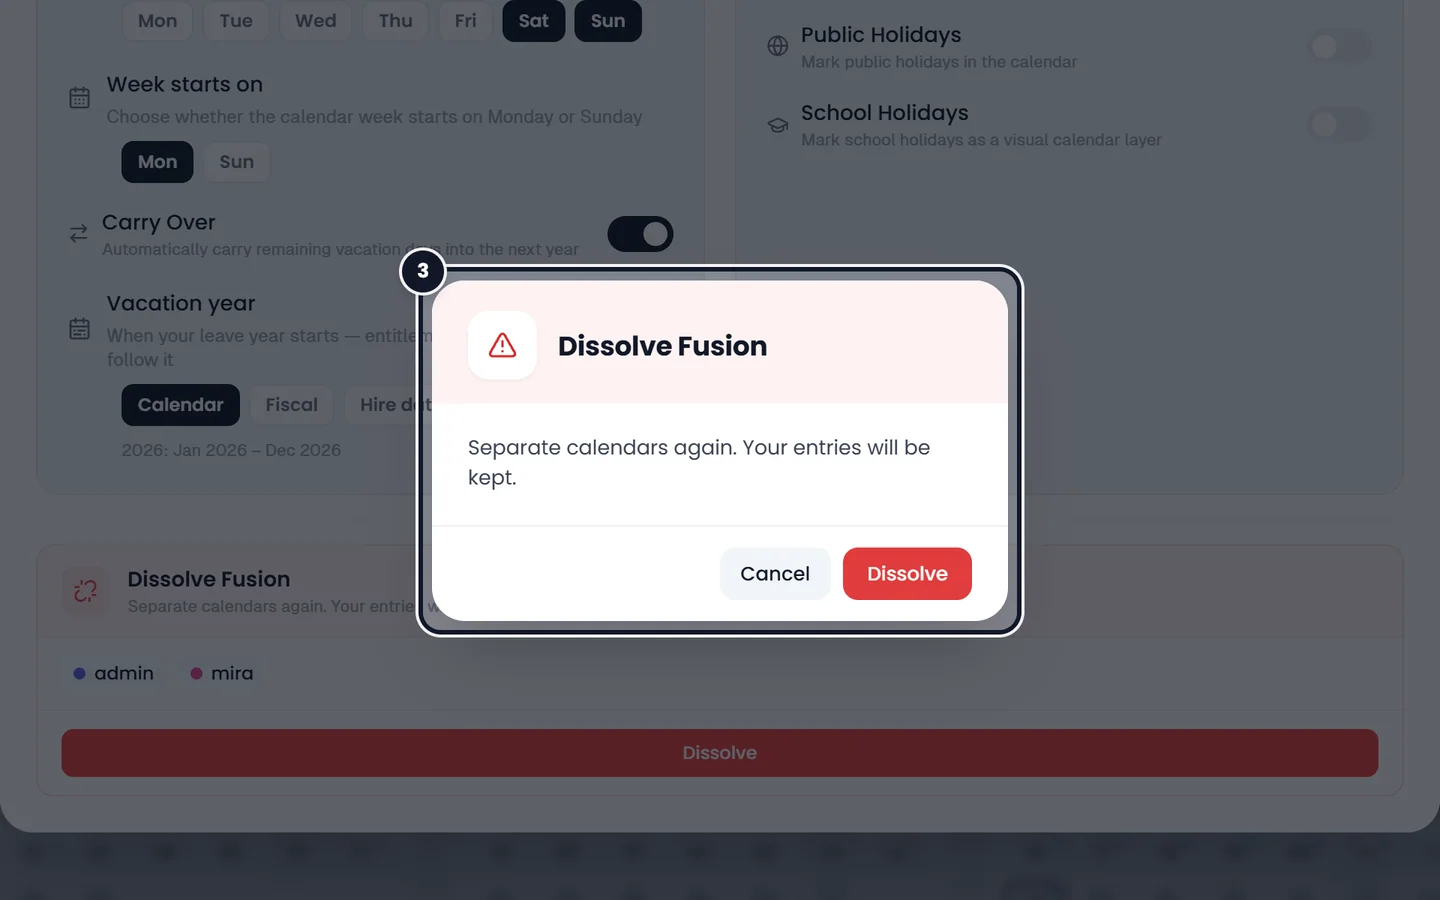 Mon Tue Wed Thu Fri Sat Sun
Week starts on
Choose whether the calendar week starts on Monday or Sunday
Mon Sun
Carry Over
Automatically carry remaining vacation days into the next year
Vacation year
When your leave year starts — 
follow it
Calendar Fiscal Hire
2026: Jan 2026 – Dec 2026
Public Holidays
Mark public holidays in the calendar
School Holidays
Mark school holidays as a visual calendar layer
3
Dissolve Fusion
Separate calendars again. Your entries will be
kept.
Cancel Dissolve
Dissolve Fusion
Separate calendars again. Your
admin mira
Dissolve